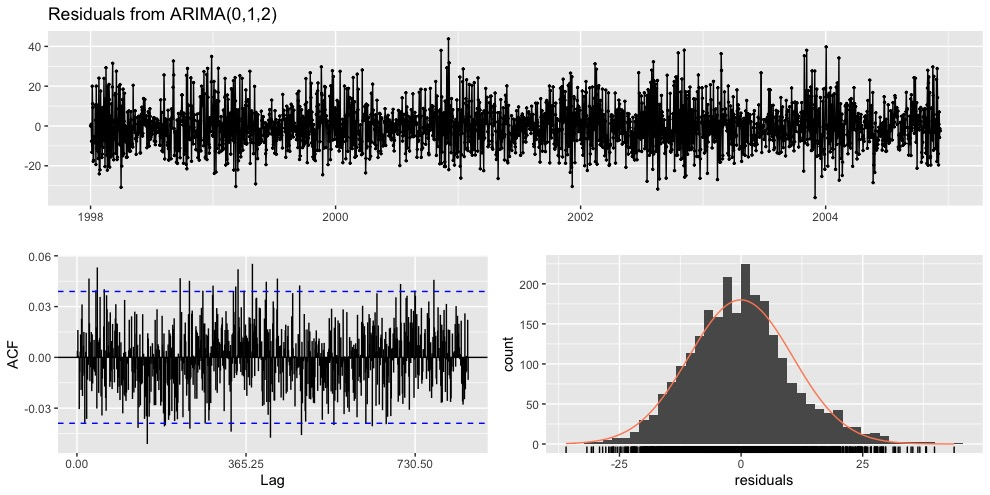 Residuals from ARIMA(0,1,2)
40
20
0
-20
1998 2000 2002 2004
0.06
0.03
0.00
-0.03
ACF
0.00 365.25 730.50
Lag
200
150
100
50
0
count
-25 0 25
residuals